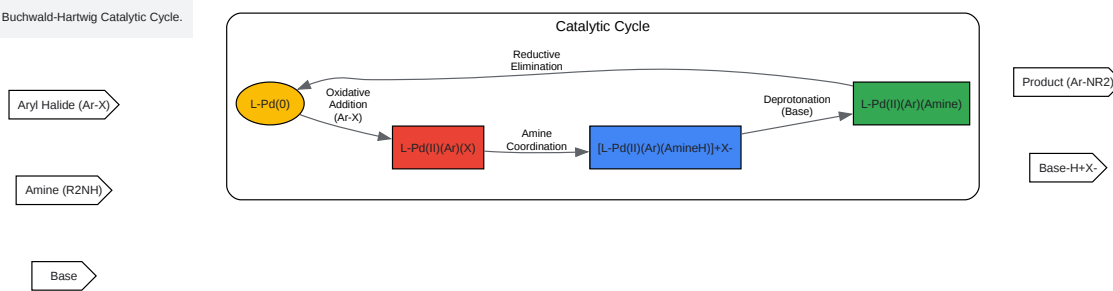 Buchwald-Hartwig Catalytic Cycle.
Catalytic Cycle
Reductive
Elimination
Aryl Halide (Ar-X)
L-Pd(0)
Oxidative
Addition
(Ar-X)
L-Pd(II)(Ar)(X)
Amine
Coordination
[L-Pd(II)(Ar)(AmineH)]+X-
Deprotonation
(Base)
L-Pd(II)(Ar)(Amine)
Product (Ar-NR2)
Amine (R2NH)
Base-H+X-
Base